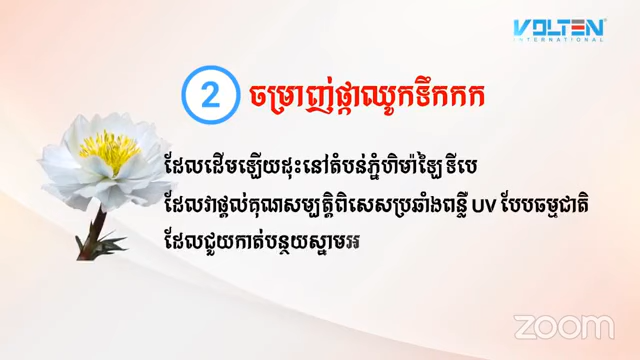 VOLTEN®
INTERNATIONAL
2 ចម្រាញ់ផ្កាឈូកទឹកកក
ដែលដើមឡើយដុះនៅតំបន់ភ្នំហិម៉ាឡៃ ទីបេ
ដែលវាផ្តល់គុណសម្បត្តិពិសេសប្រឆាំងពន្លឺ UV បែបធម្មជាតិ
ដែលជួយកាត់បន្ថយស្នាមអ
zoom